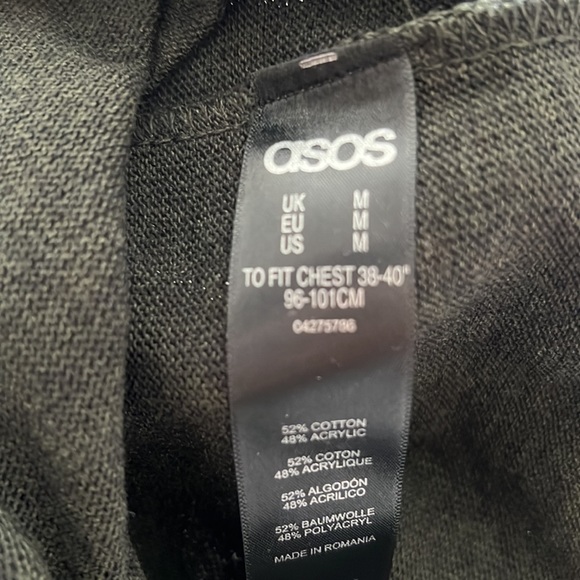 asos
UK M
EU M
US M
TO FIT CHEST 38-40"
96-101CM
04275786
52% COTTON
48% ACRYLIC
52% COTON
48% ACRYLIQUE
52% ALGODÓN
48% ACRILICO
52% BAUMWOLLE
48% POLYACRYL
MADE IN ROMANIA